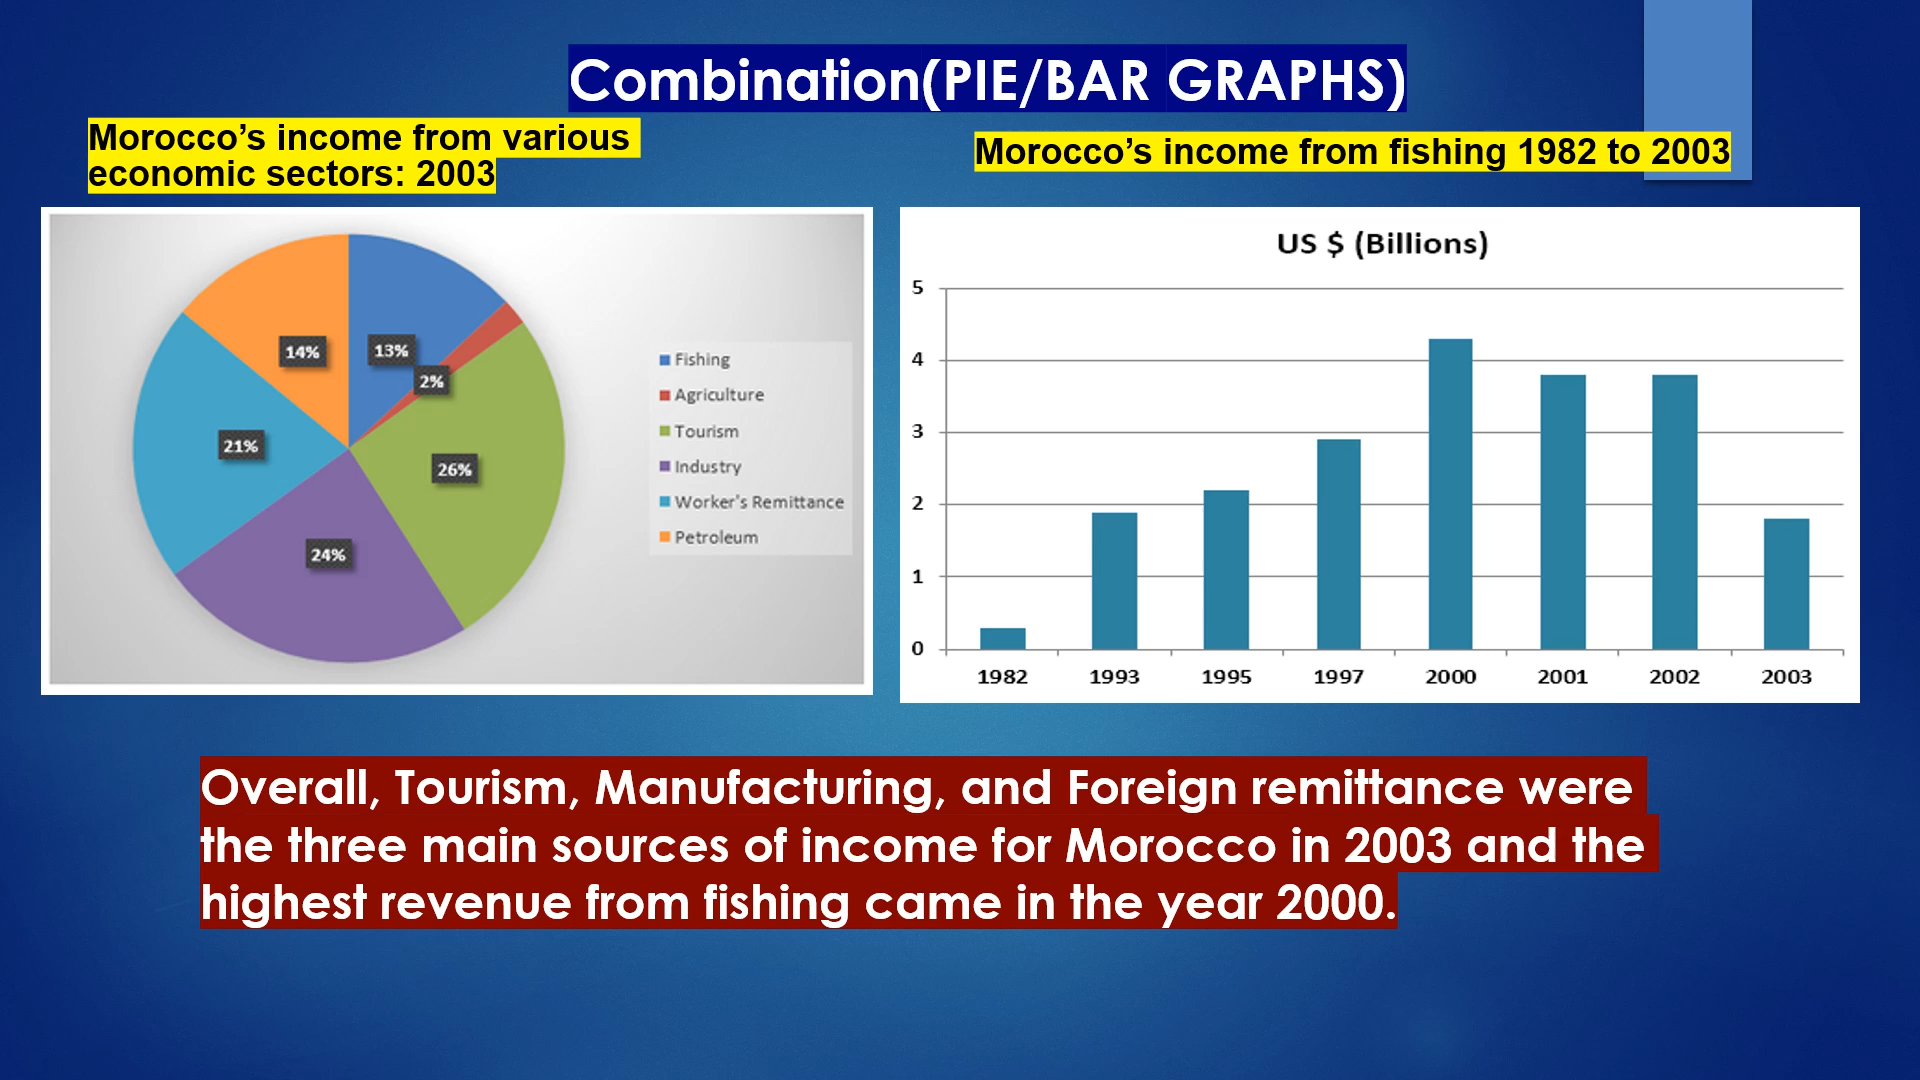 Combination(PIE/BAR GRAPHS)
Morocco’s income from various
economic sectors: 2003
Morocco’s income from fishing 1982 to 2003
14%
13%
2%
21%
26%
24%
Fishing
Agriculture
Tourism
Industry
Worker's Remittance
Petroleum
US $ (Billions)
5
4
3
2
1
0
1982 1993 1995 1997 2000 2001 2002 2003
Overall, Tourism, Manufacturing, and Foreign remittance were
the three main sources of income for Morocco in 2003 and the
highest revenue from fishing came in the year 2000.